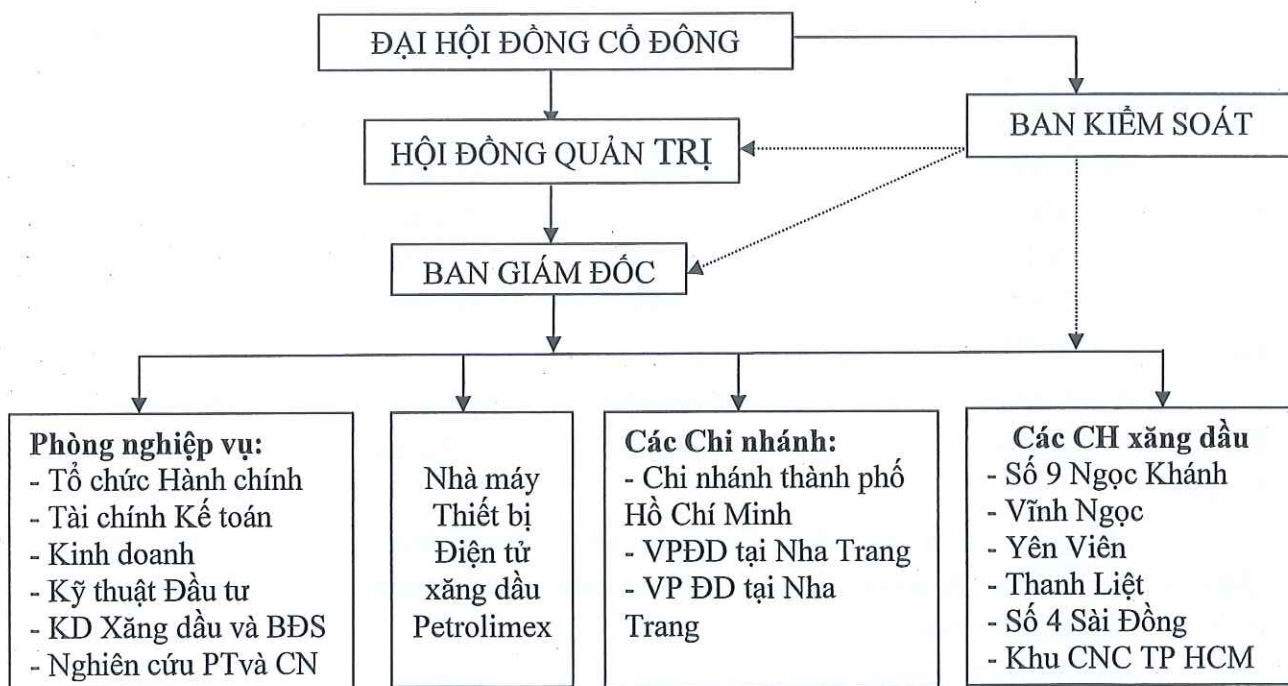 ĐẠI HỘI ĐỒNG CỔ ĐÔNG
BAN KIỂM SOÁT
HỘI ĐỒNG QUẢN TRỊ
BAN GIÁM ĐỐC
Phòng nghiệp vụ:
- Tổ chức Hành chính
- Tài chính Kế toán
- Kinh doanh
- Kỹ thuật Đầu tư
- KD Xăng dầu và BĐS
- Nghiên cứu PTvà CN
Nhà máy
Thiết bị
Điện tử
xăng dầu
Petrolimex
Các Chi nhánh:
- Chi nhánh thành phố
Hồ Chí Minh
- VPĐD tại Nha Trang
- VP ĐD tại Nha
Trang
Các CH xăng dầu
- Số 9 Ngọc Khánh
- Vĩnh Ngọc
- Yên Viên
- Thanh Liệt
- Số 4 Sài Đồng
- Khu CNC TP HCM